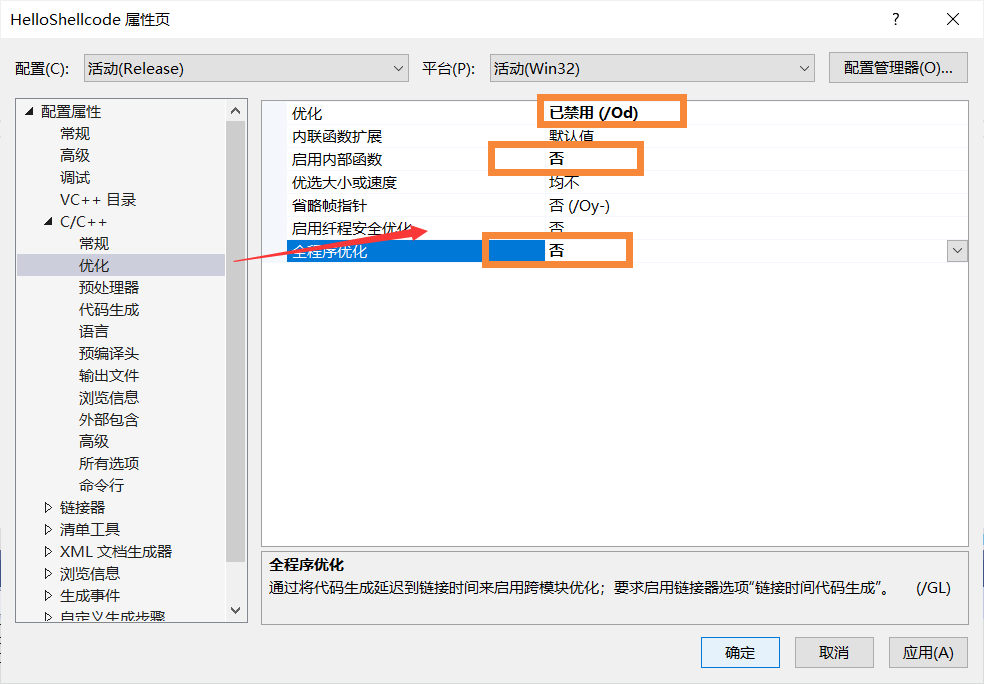 HelloShellcode 属性页
配置(C): 活动(Release) 平台(P): 活动(Win32) 配置管理器(O)...
配置属性
常规
高级
调试
VC++ 目录
C/C++
常规
优化
预处理器
代码生成
语言
预编译头
输出文件
浏览信息
外部包含
高级
所有选项
命令行
链接器
清单工具
XML 文档生成器
浏览信息
生成事件
自定义生成步骤
优化 已禁用 (/Od)
内联函数扩展 默认值
启用内部函数 否
优选大小或速度 均不
省略帧指针 否 (/Oy-)
启用纤程安全优化 否
全程序优化 否
全程序优化
通过将代码生成延迟到链接时间来启用跨模块优化；要求启用链接器选项“链接时间代码生成”。 (/GL)
确定 取消 应用(A)